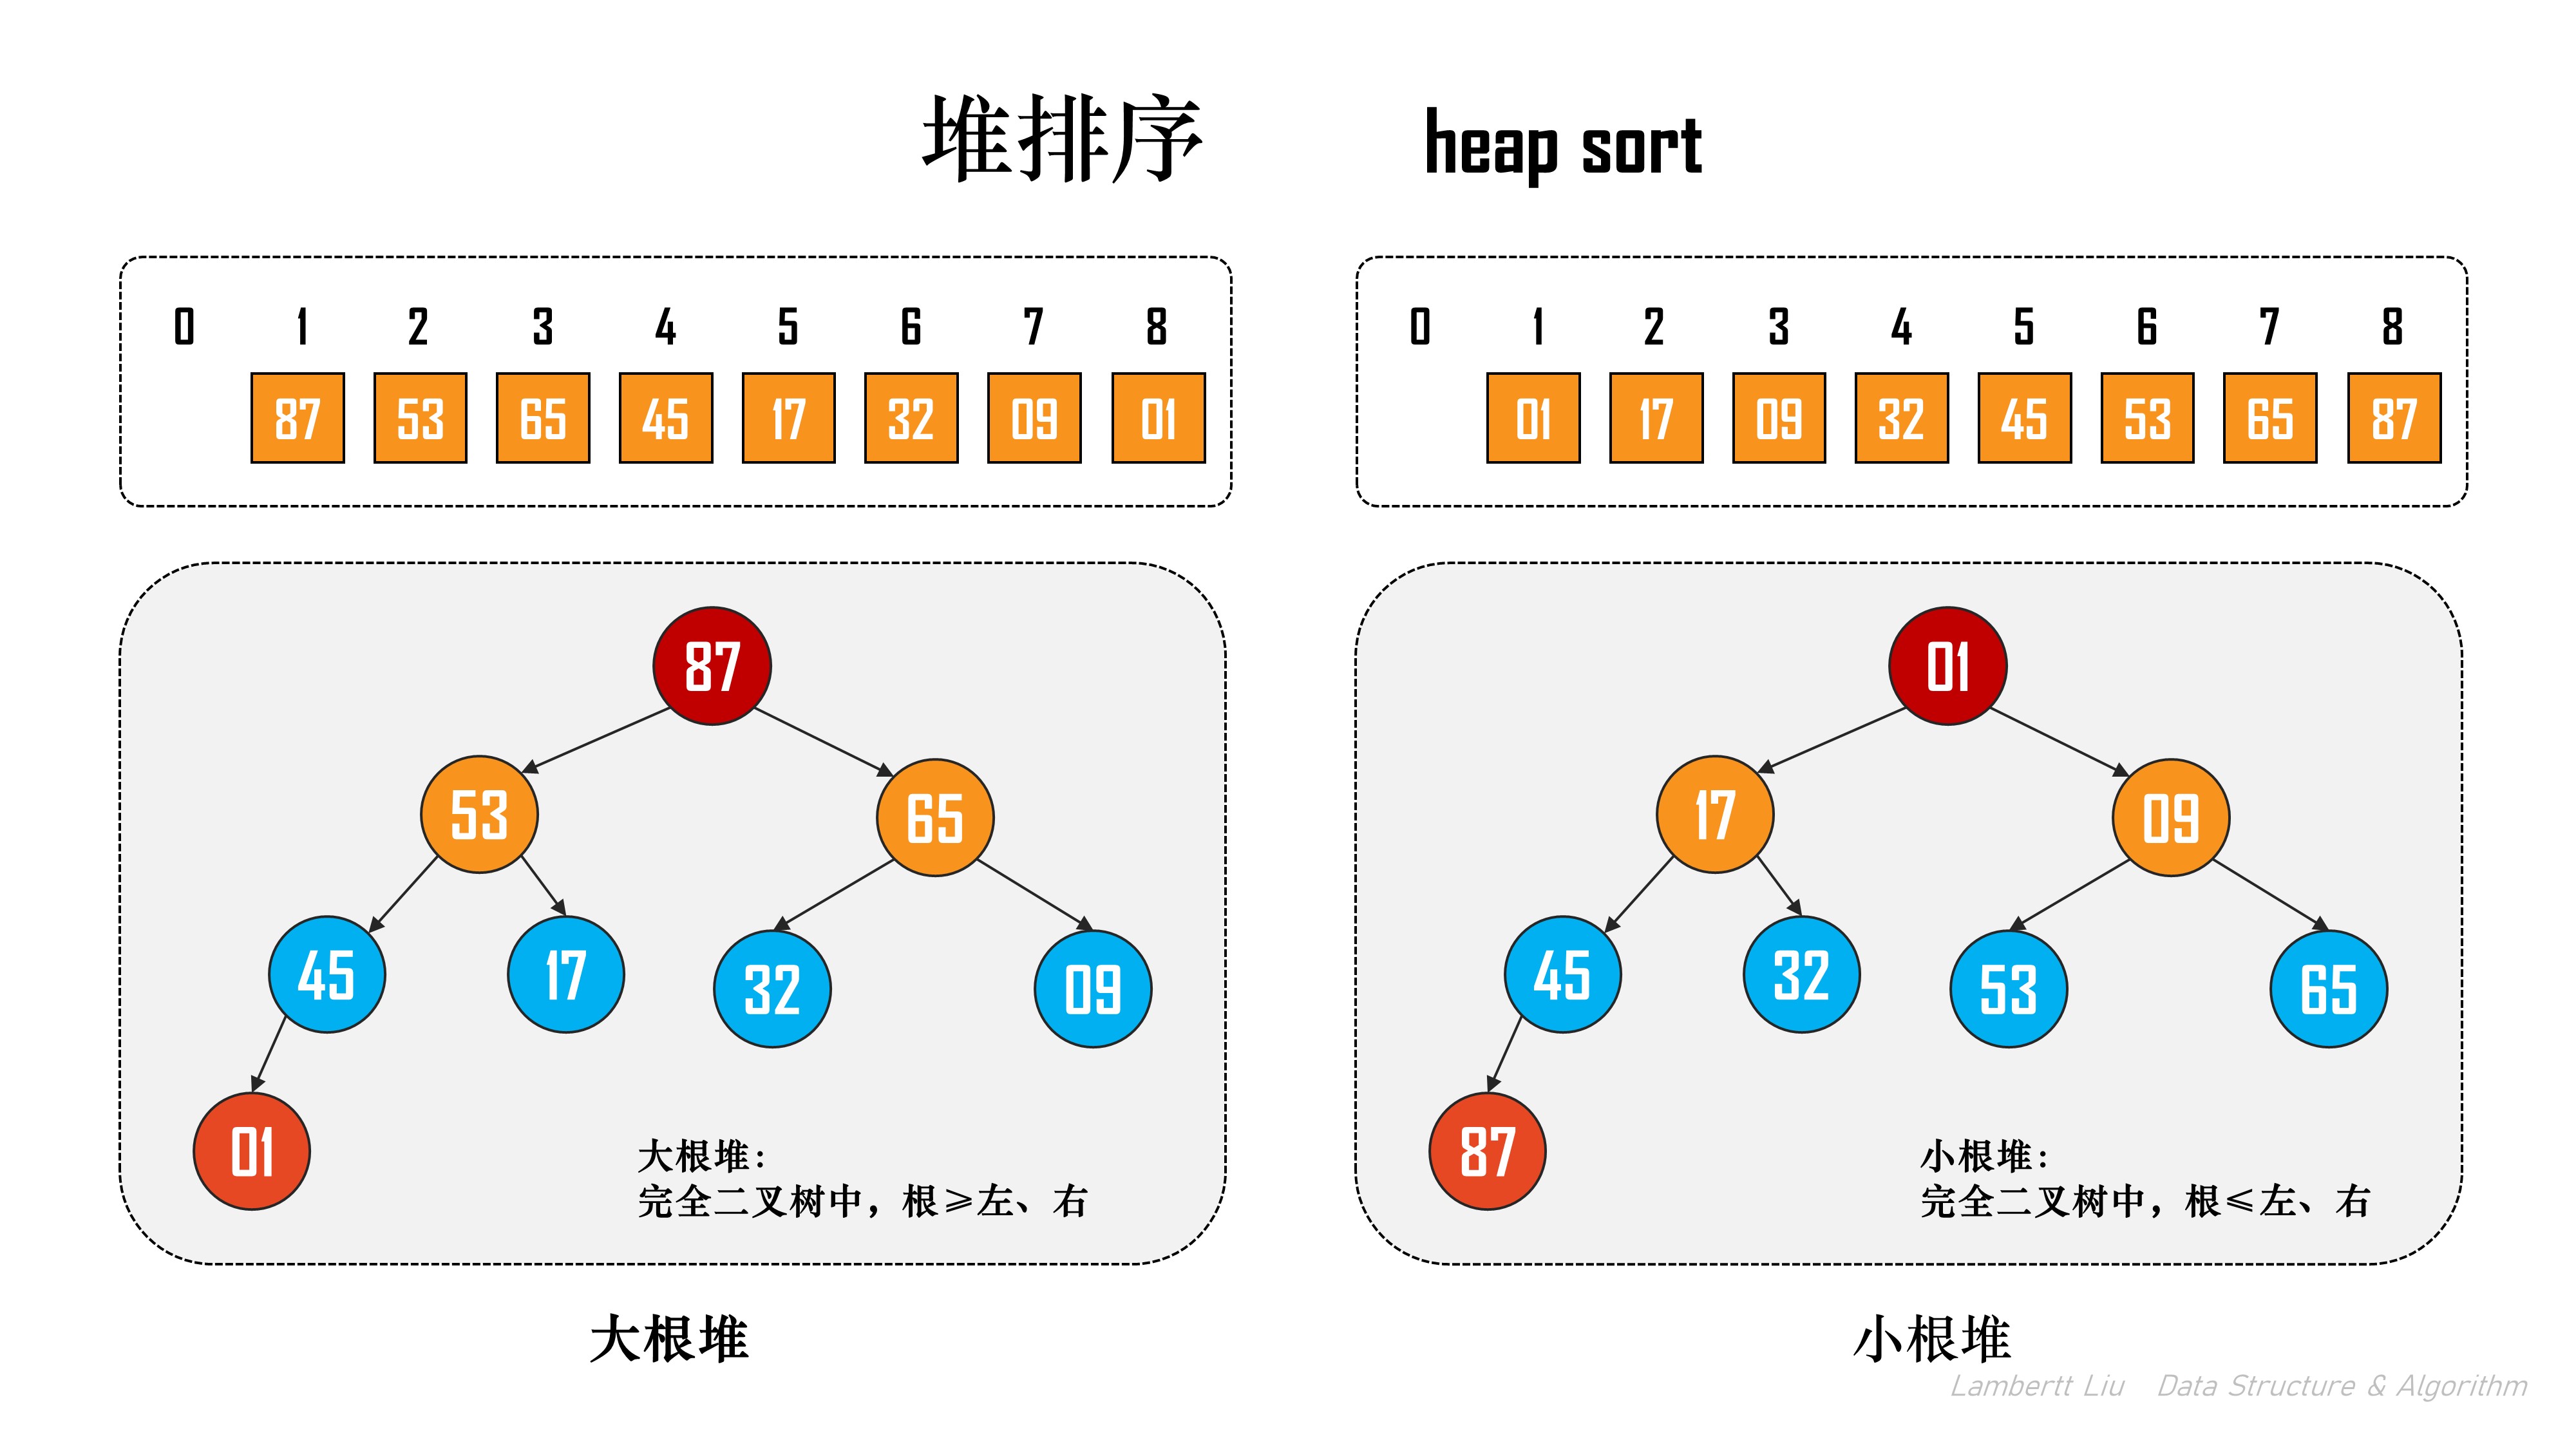 堆排序 heap sort
0 1 2 3 4 5 6 7 8
87 53 65 45 17 32 09 01
0 1 2 3 4 5 6 7 8
01 17 09 32 45 53 65 87
87
53 65
45 17 32 09
01
大根堆：
完全二叉树中，根≥左、右
大根堆
01
17 09
45 32 53 65
87
小根堆：
完全二叉树中，根≤左、右
小根堆
Lambertt Liu Data Structure & Algorithm